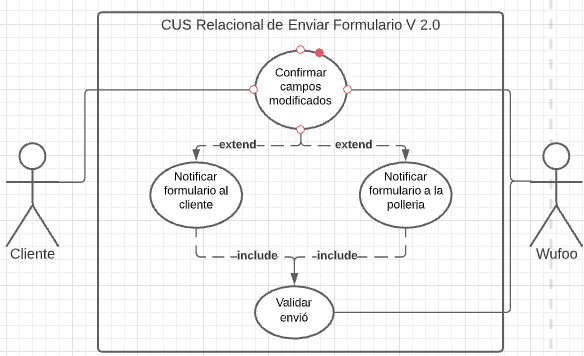 CUS Relacional de Enviar Formulario V 2.0
Confirmar
campos
modificados
extend
extend
Notificar
formulario al
cliente
Notificar
formulario a la
polleria
Cliente
Wufoo
include
include
Validar
envió